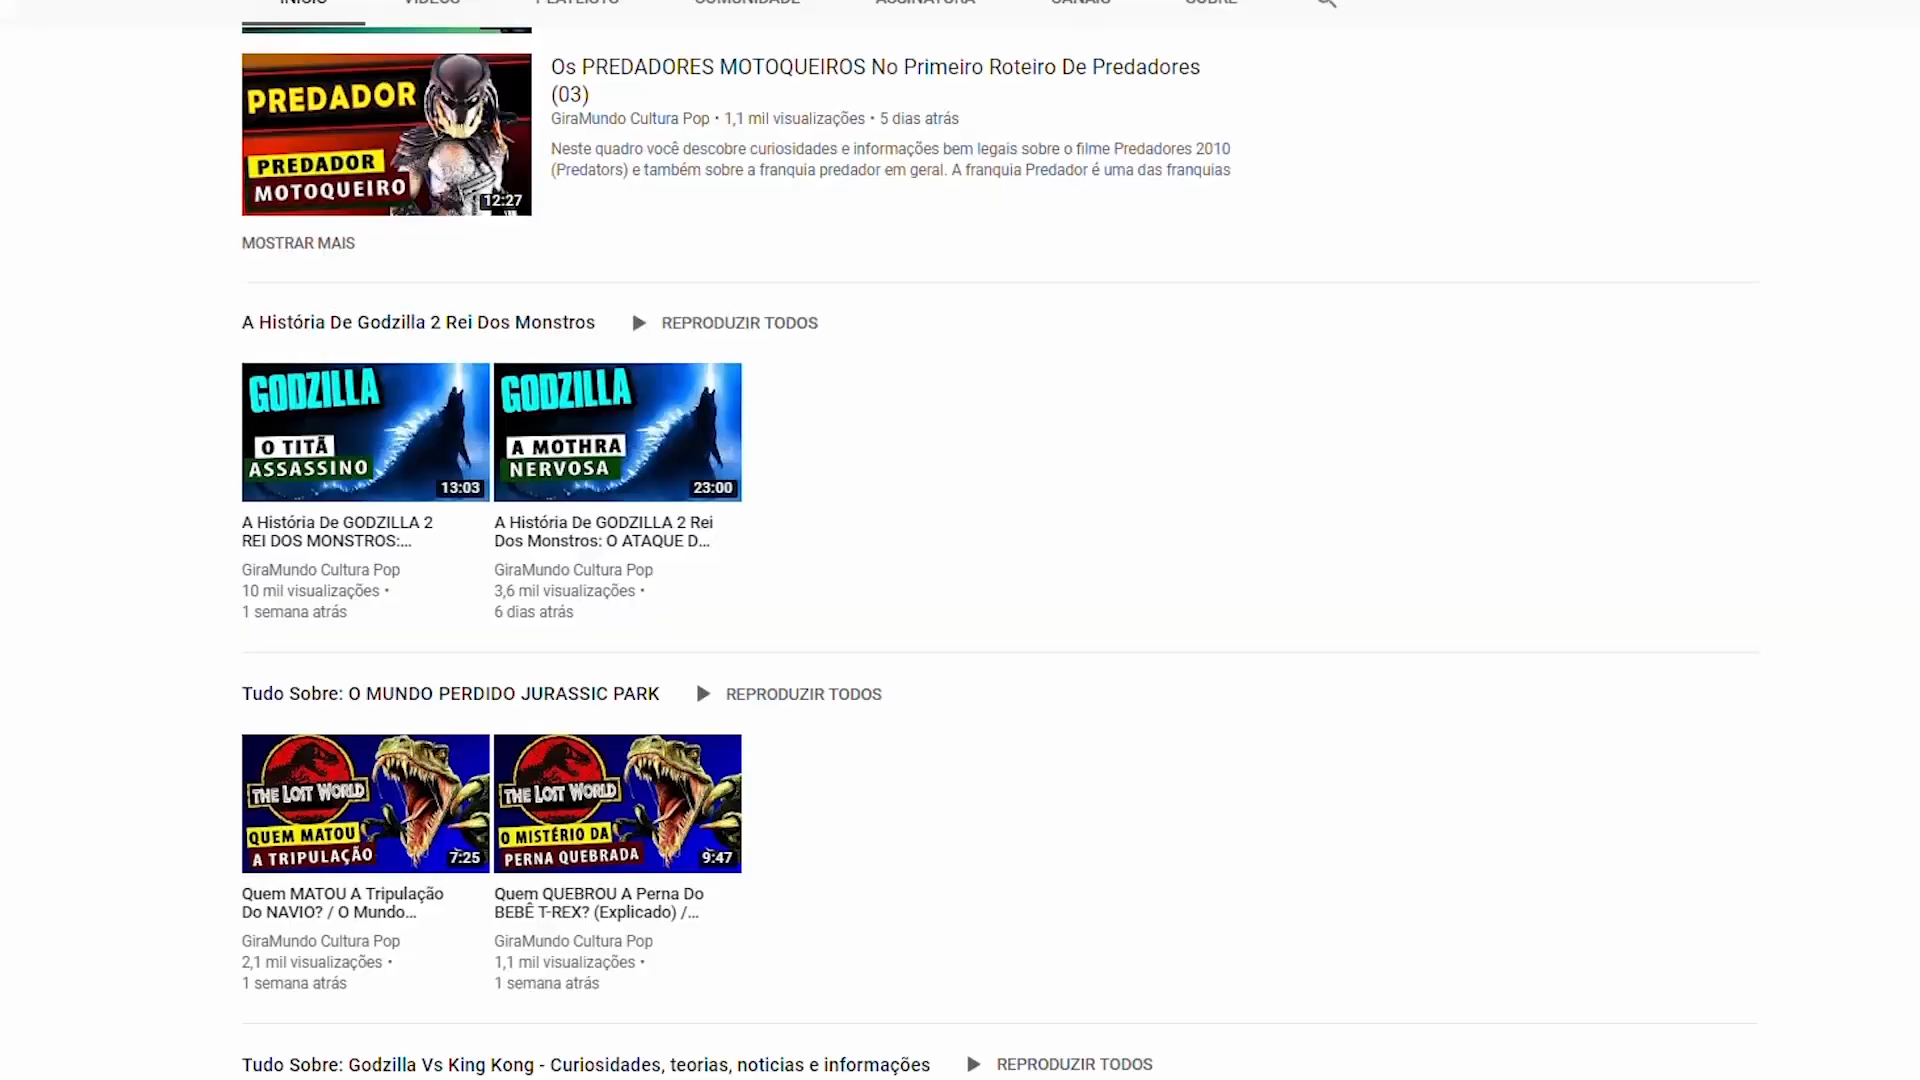 INÍCIO VÍDEOS PLAYLISTS COMUNIDADE ASSINATURA CANAIS SOBRE
PREDADOR
PREDADOR
MOTOQUEIRO
12:27
Os PREDADORES MOTOQUEIROS No Primeiro Roteiro De Predadores
(03)
GiraMundo Cultura Pop • 1,1 mil visualizações • 5 dias atrás
Neste quadro você descobre curiosidades e informações bem legais sobre o filme Predadores 2010
(Predators) e também sobre a franquia predador em geral. A franquia Predador é uma das franquias
MOSTRAR MAIS
A História De Godzilla 2 Rei Dos Monstros REPRODUZIR TODOS
GODZILLA
O TITÃ
ASSASSINO
13:03
GODZILLA
A MOTHRA
NERVOSA
23:00
A História De GODZILLA 2
REI DOS MONSTROS:...
GiraMundo Cultura Pop
10 mil visualizações •
1 semana atrás
A História De GODZILLA 2 Rei
Dos Monstros: O ATAQUE D...
GiraMundo Cultura Pop
3,6 mil visualizações •
6 dias atrás
Tudo Sobre: O MUNDO PERDIDO JURASSIC PARK REPRODUZIR TODOS
THE LOST WORLD
QUEM MATOU
A TRIPULAÇÃO
7:25
THE LOST WORLD
O MISTÉRIO DA
PERNA QUEBRADA
9:47
Quem MATOU A Tripulação
Do NAVIO? / O Mundo...
GiraMundo Cultura Pop
2,1 mil visualizações •
1 semana atrás
Quem QUEBROU A Perna Do
BEBÊ T-REX? (Explicado) /...
GiraMundo Cultura Pop
1,1 mil visualizações •
1 semana atrás
Tudo Sobre: Godzilla Vs King Kong - Curiosidades, teorias, noticias e informações REPRODUZIR TODOS